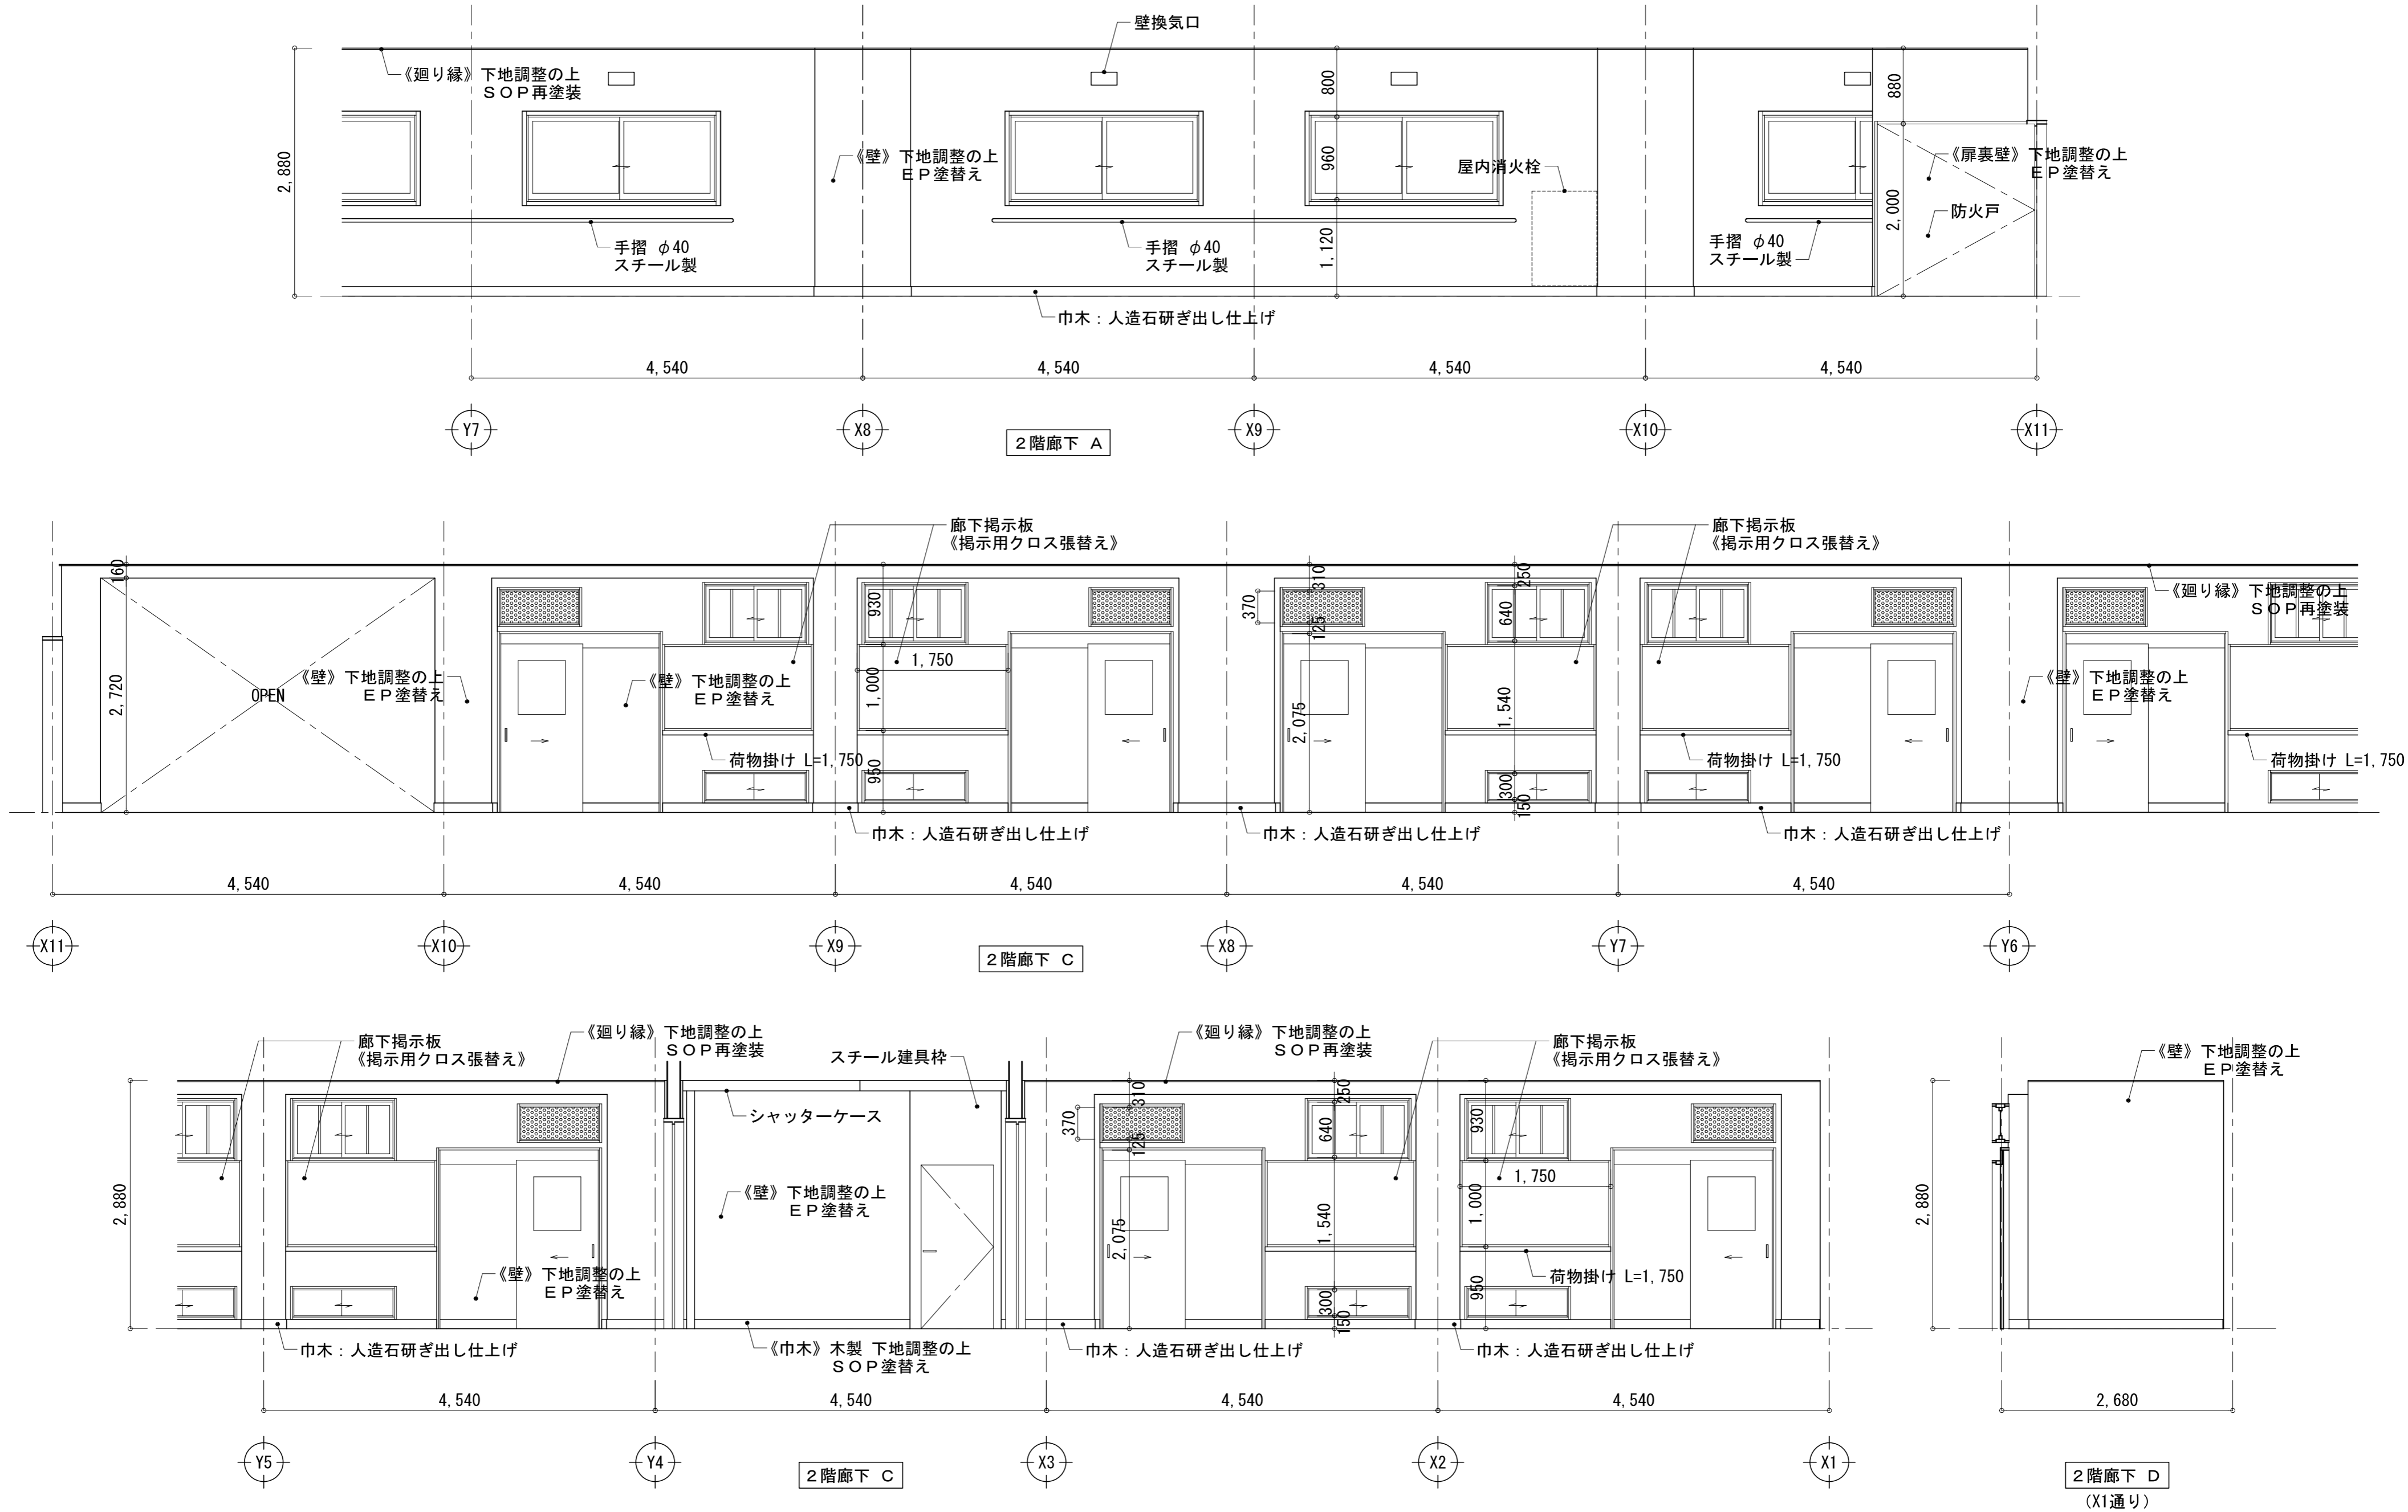 壁換気口
《廻り縁》下地調整の上
ＳＯＰ再塗装
《壁》下地調整の上
ＥＰ塗替え
屋内消火栓
《扉裏壁》下地調整の上
ＥＰ塗替え
防火戸
手摺 φ40
スチール製
手摺 φ40
スチール製
手摺 φ40
スチール製
2,880
800
960
1,120
880
2,000
巾木：人造石研ぎ出し仕上げ
4,540
4,540
4,540
4,540
Y7
X8
X9
X10
X11
２階廊下 Ａ
廊下掲示板
《掲示用クロス張替え》
廊下掲示板
《掲示用クロス張替え》
《廻り縁》下地調整の上
ＳＯＰ再塗装
160
2,720
OPEN
《壁》下地調整の上
ＥＰ塗替え
《壁》下地調整の上
ＥＰ塗替え
930
1,750
1,000
950
370
310
125
2,075
250
640
1,540
300
150
《壁》下地調整の上
ＥＰ塗替え
荷物掛け L=1,750
荷物掛け L=1,750
荷物掛け L=1,750
巾木：人造石研ぎ出し仕上げ
巾木：人造石研ぎ出し仕上げ
巾木：人造石研ぎ出し仕上げ
4,540
4,540
4,540
4,540
4,540
X11
X10
X9
X8
Y7
Y6
２階廊下 Ｃ
廊下掲示板
《掲示用クロス張替え》
《廻り縁》下地調整の上
ＳＯＰ再塗装
スチール建具枠
シャッターケース
《廻り縁》下地調整の上
ＳＯＰ再塗装
廊下掲示板
《掲示用クロス張替え》
《壁》下地調整の上
ＥＰ塗替え
2,880
《壁》下地調整の上
ＥＰ塗替え
《壁》下地調整の上
ＥＰ塗替え
370
310
125
2,075
250
640
1,540
300
150
930
1,750
1,000
950
荷物掛け L=1,750
2,880
巾木：人造石研ぎ出し仕上げ
《巾木》木製 下地調整の上
ＳＯＰ塗替え
巾木：人造石研ぎ出し仕上げ
巾木：人造石研ぎ出し仕上げ
4,540
4,540
4,540
4,540
2,680
Y5
Y4
X3
X2
X1
２階廊下 Ｃ
２階廊下 Ｄ
(X1通り)